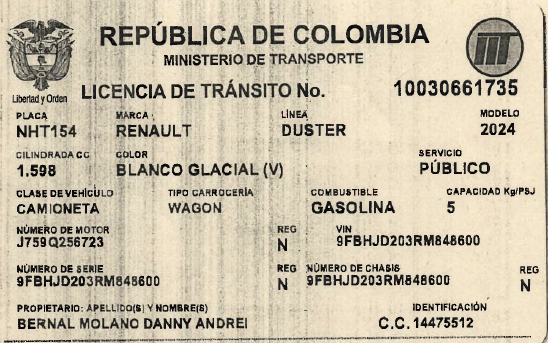 REPÚBLICA DE COLOMBIA
MINISTERIO DE TRANSPORTE
Libertad y Orden
LICENCIA DE TRÁNSITO No. 10030661735
PLACA MARCA LÍNEA MODELO
NHT154 RENAULT DUSTER 2024
CILINDRADA CC COLOR SERVICIO
1.598 BLANCO GLACIAL (V) PÚBLICO
CLASE DE VEHÍCULO TIPO CARROCERÍA COMBUSTIBLE CAPACIDAD Kg/PSJ
CAMIONETA WAGON GASOLINA 5
NÚMERO DE MOTOR REG VIN
J759Q256723 N 9FBHJD203RM848600
NÚMERO DE SERIE REG NÚMERO DE CHASIS REG
9FBHJD203RM848600 N 9FBHJD203RM848600 N
PROPIETARIO: APELLIDO(S) Y NOMBRE(S) IDENTIFICACIÓN
BERNAL MOLANO DANNY ANDREI C.C. 14475512